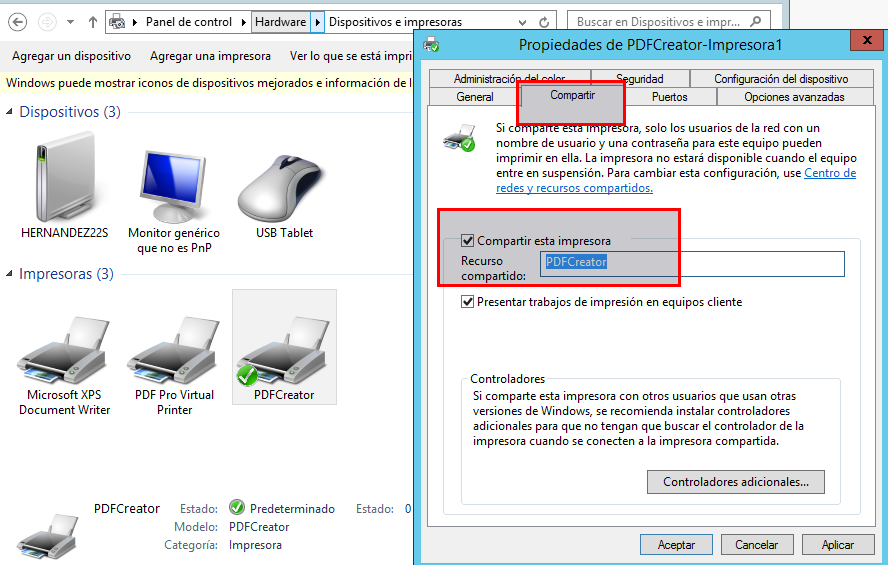 Panel de control
Hardware
Dispositivos e impresoras
Buscar en Dispositivos e impr...
Agregar un dispositivo
Agregar una impresora
Ver lo que se está impri
Windows puede mostrar iconos de dispositivos mejorados e información de l
Dispositivos (3)
HERNANDEZ22S
Monitor genérico
que no es PnP
USB Tablet
Impresoras (3)
Microsoft XPS
Document Writer
PDF Pro Virtual
Printer
PDFCreator
PDFCreator
Estado:
Predeterminado
Estado:
0
Modelo:
PDFCreator
Categoría:
Impresora
Propiedades de PDFCreator-Impresora1
x
Administración del color
Seguridad
Configuración del dispositivo
General
Compartir
Puertos
Opciones avanzadas
Si comparte esta impresora, solo los usuarios de la red con un
nombre de usuario y una contraseña para este equipo pueden
imprimir en ella. La impresora no estará disponible cuando el equipo
entre en suspensión. Para cambiar esta configuración, use Centro de
redes y recursos compartidos.
Compartir esta impresora
Recurso
compartido:
PDFCreator
Presentar trabajos de impresión en equipos cliente
Controladores
Si comparte esta impresora con otros usuarios que usan otras
versiones de Windows, se recomienda instalar controladores
adicionales para que no tengan que buscar el controlador de la
impresora cuando se conecten a la impresora compartida.
Controladores adicionales...
Aceptar
Cancelar
Aplicar